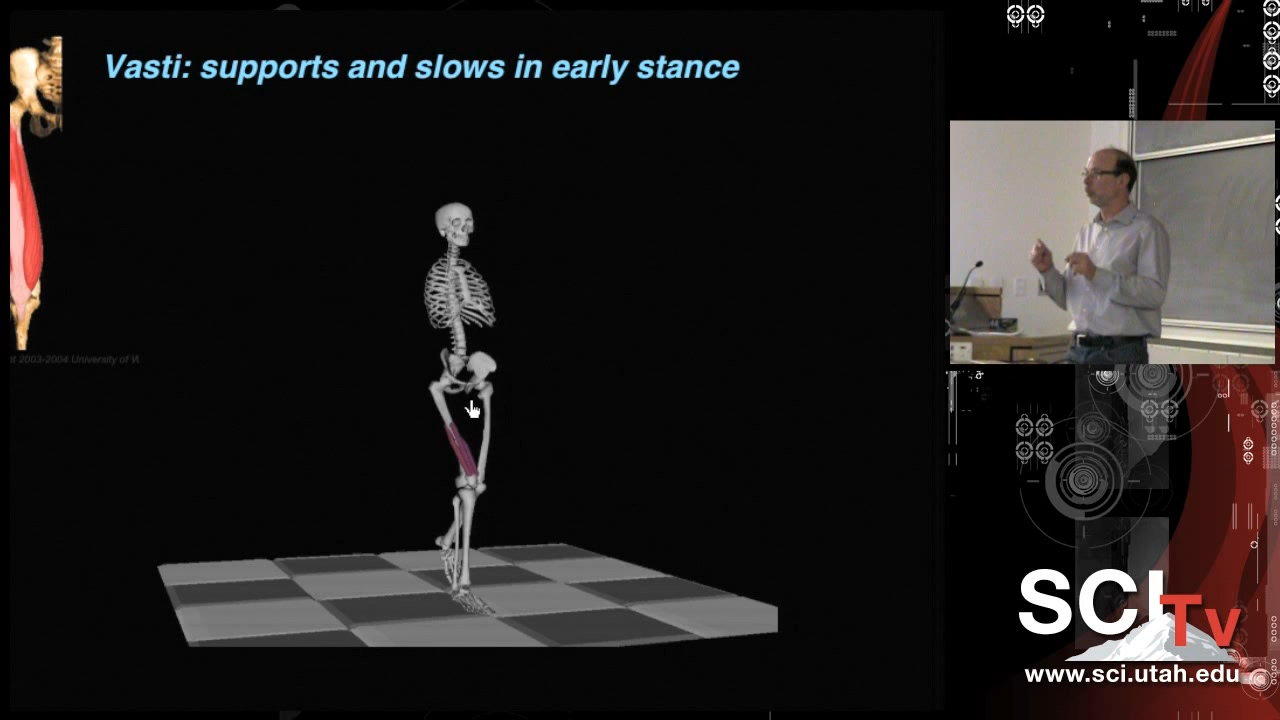 Vasti: supports and slows in early stance
2003-2004 University of
SCI Tv
www.sci.utah.edu